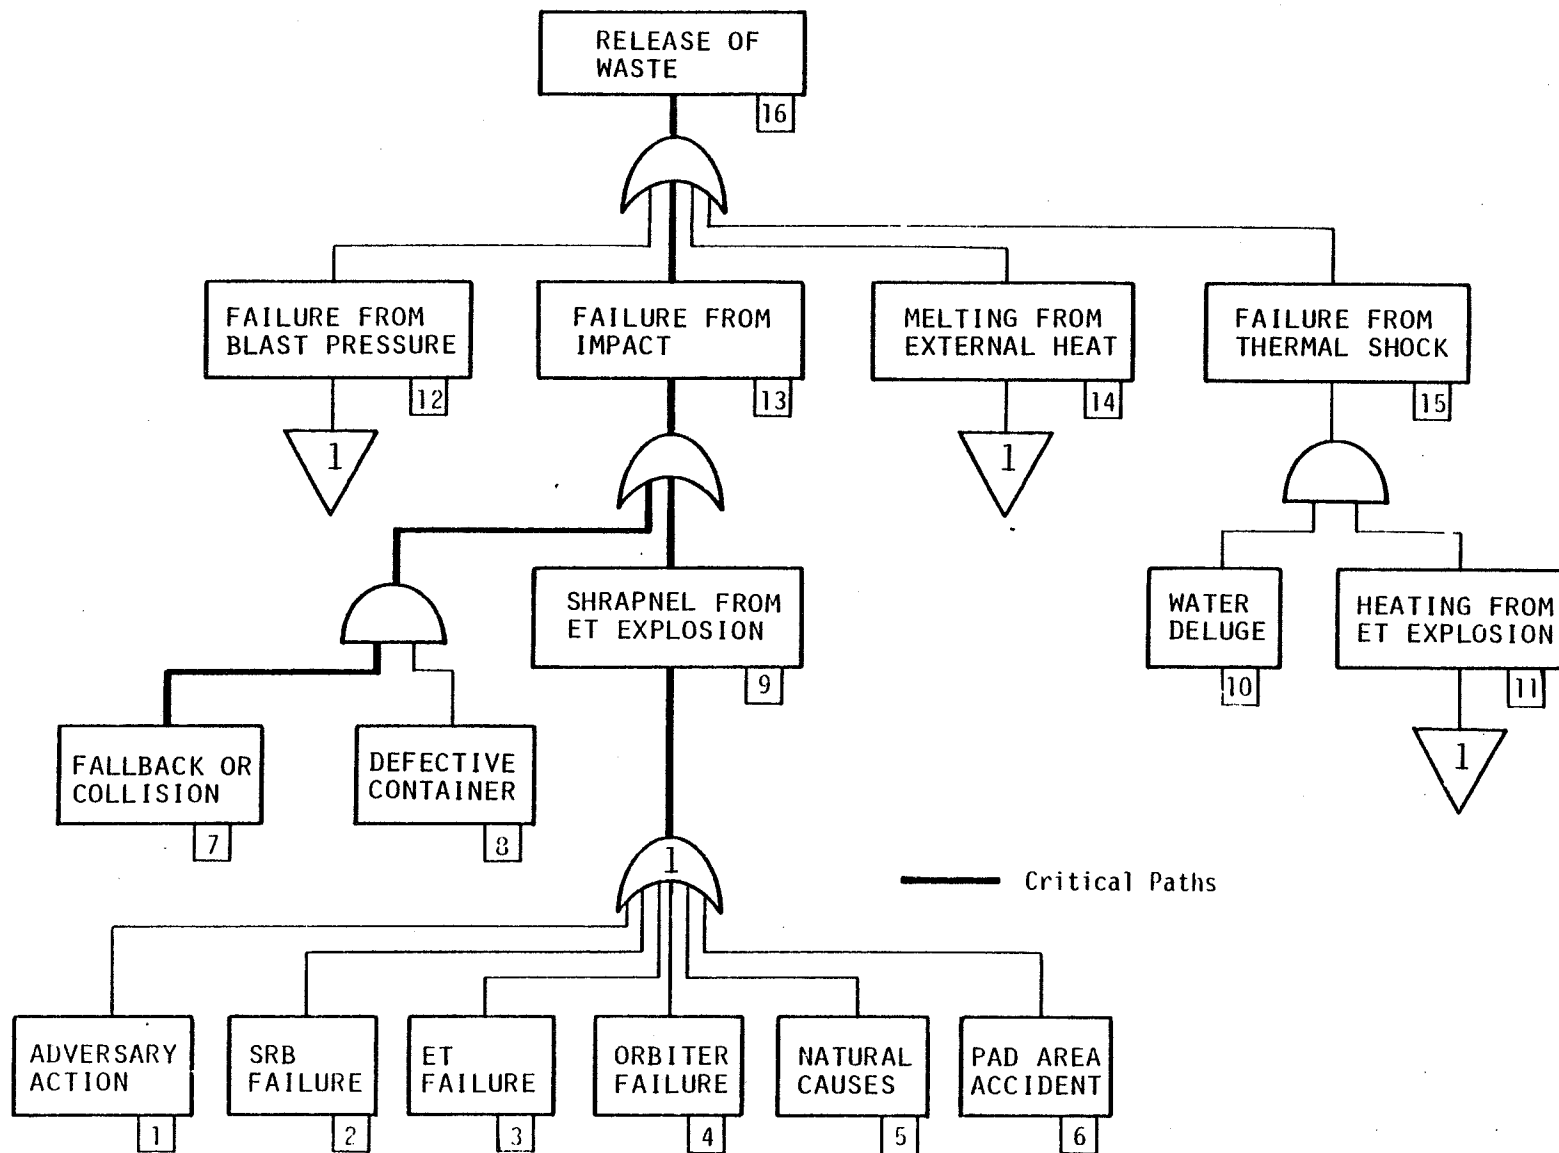 RELEASE OF
WASTE
16
FAILURE FROM
BLAST PRESSURE
12
FAILURE FROM
IMPACT
13
MELTING FROM
EXTERNAL HEAT
14
FAILURE FROM
THERMAL SHOCK
15
1
1
SHRAPNEL FROM
ET EXPLOSION
9
WATER
DELUGE
10
HEATING FROM
ET EXPLOSION
11
1
FALLBACK OR
COLLISION
7
DEFECTIVE
CONTAINER
8
1
Critical Paths
ADVERSARY
ACTION
1
SRB
FAILURE
2
ET
FAILURE
3
ORBITER
FAILURE
4
NATURAL
CAUSES
5
PAD AREA
ACCIDENT
6